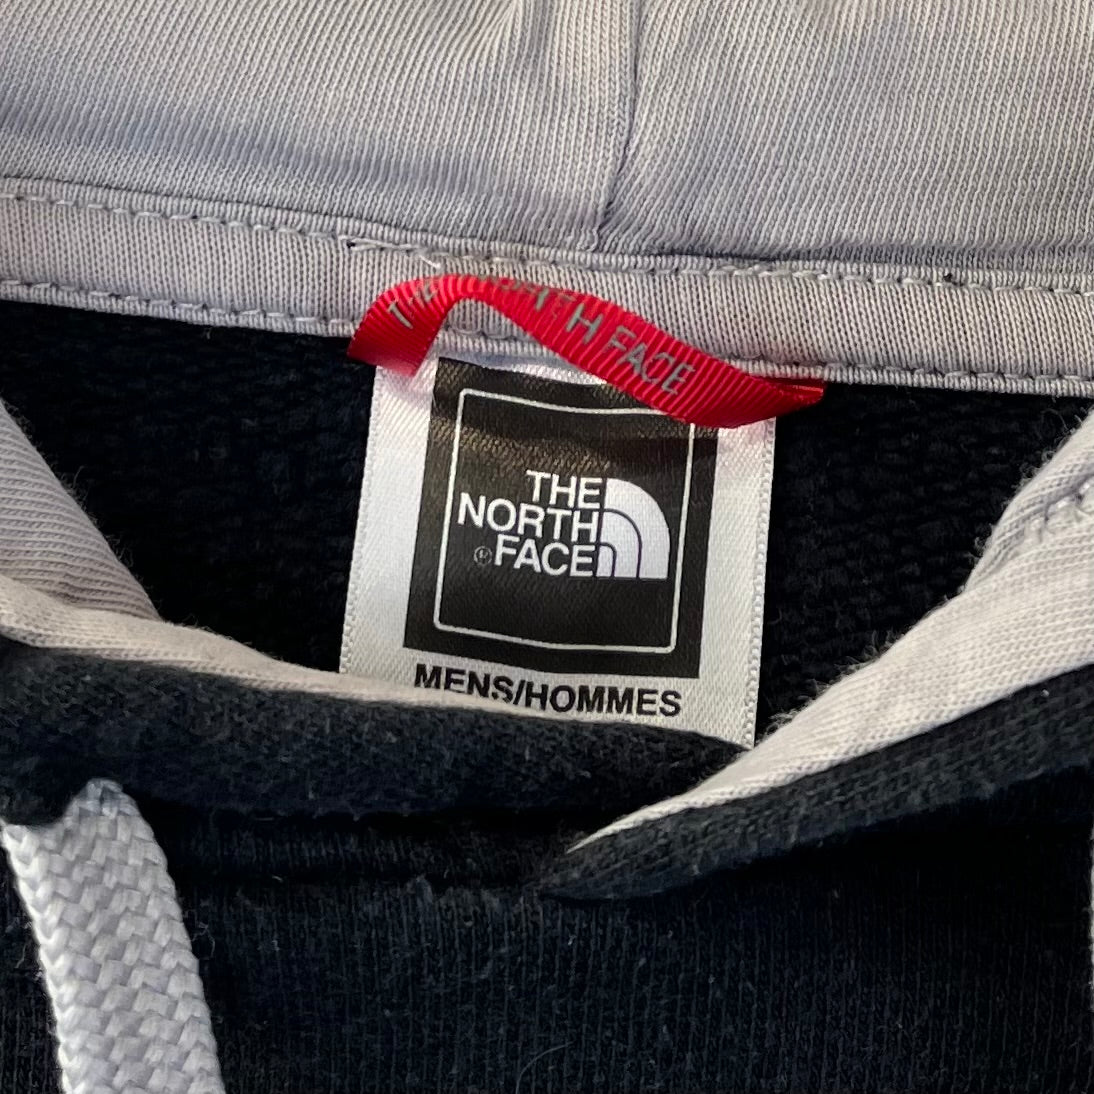 THE NORTH FACE
THE
NORTH
®FACE
MENS/HOMMES